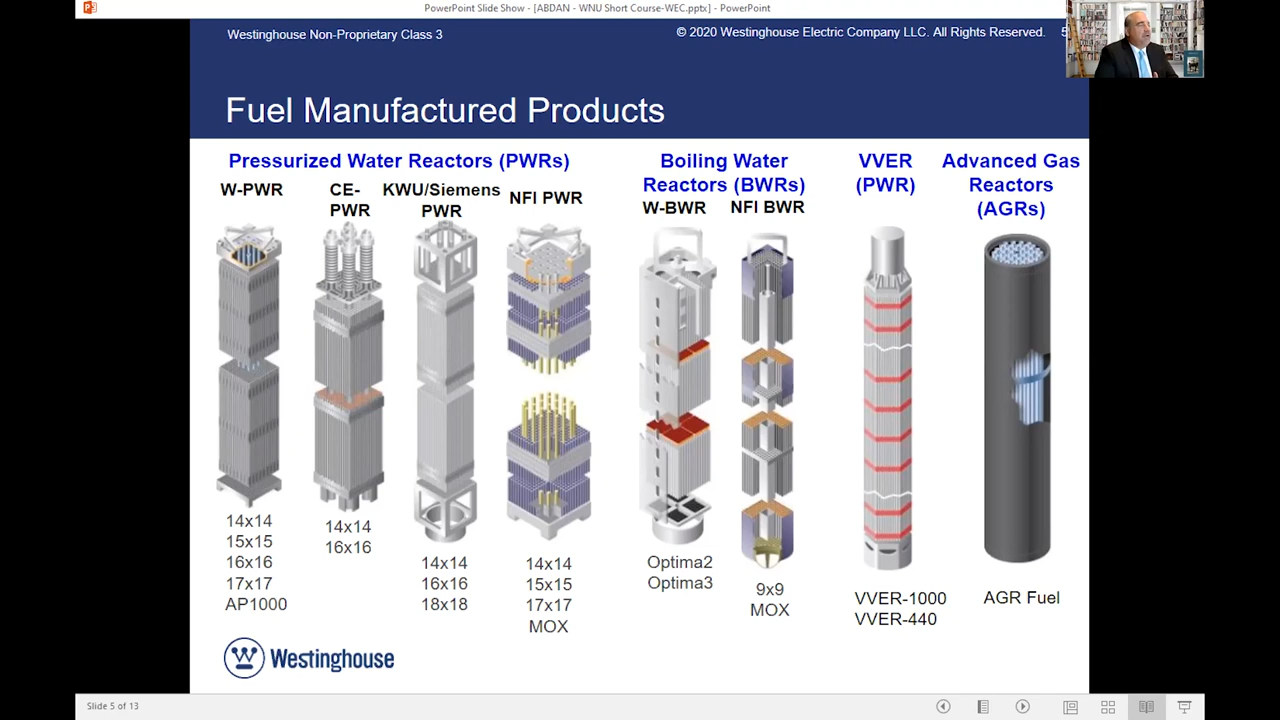 PowerPoint Slide Show - [ABDAN - WNU Short Course-WEC.pptx] - PowerPoint
Westinghouse Non-Proprietary Class 3
© 2020 Westinghouse Electric Company LLC. All Rights Reserved.
Fuel Manufactured Products
Pressurized Water Reactors (PWRs)
W-PWR
CE-
PWR
KWU/Siemens
PWR
NFI PWR
Boiling Water
Reactors (BWRs)
W-BWR
NFI BWR
VVER
(PWR)
Advanced Gas
Reactors
(AGRs)
14x14
15x15
16x16
17x17
AP1000
14x14
16x16
14x14
16x16
18x18
14x14
15x15
17x17
MOX
Optima2
Optima3
9x9
MOX
VVER-1000
VVER-440
AGR Fuel
Westinghouse
Slide 5 of 13